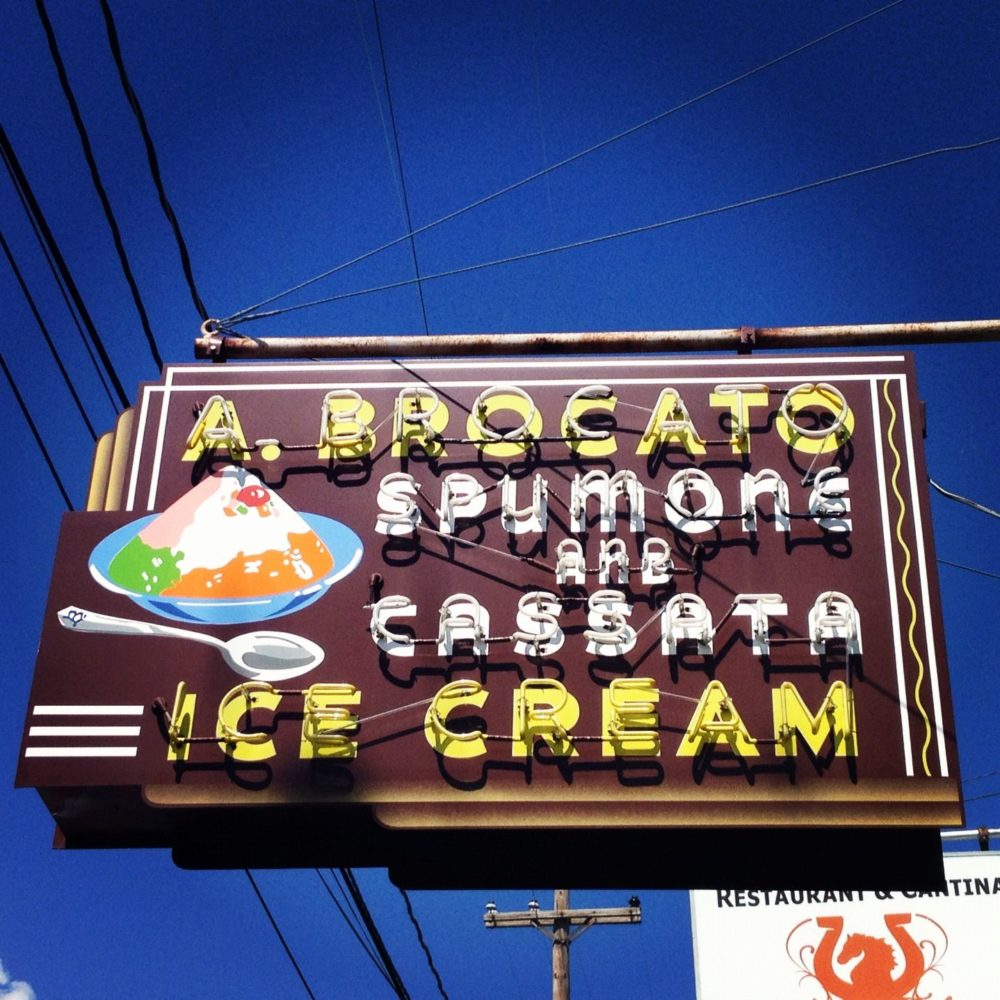 A. BROCATO
SPUMONE
AND
CASSATA
ICE CREAM
RESTAURANT & CANTINA